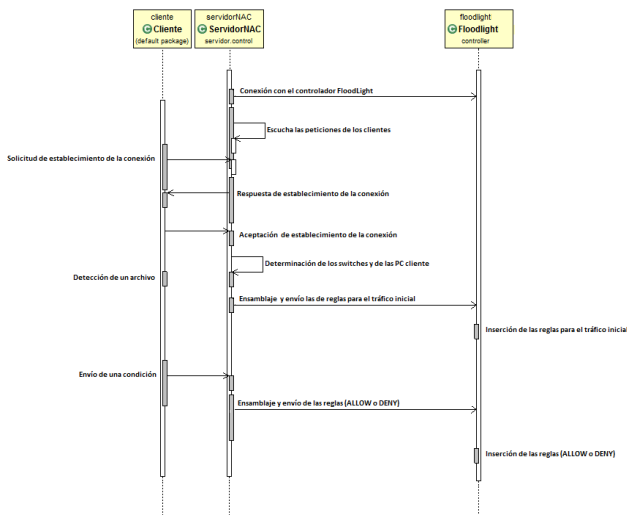 cliente
Cliente
(default package)
servidorNAC
ServidorNAC
servidor.control
floodlight
Floodlight
controller
Conexión con el controlador FloodLight
Escucha las peticiones de los clientes
Solicitud de establecimiento de la conexión
Respuesta de establecimiento de la conexión
Aceptación de establecimiento de la conexión
Determinación de los switches y de las PC cliente
Detección de un archivo
Ensamblaje y envío las de reglas para el tráfico inicial
Inserción de las reglas para el tráfico inicial
Envío de una condición
Ensamblaje y envío de las reglas (ALLOW o DENY)
Inserción de las reglas (ALLOW o DENY)